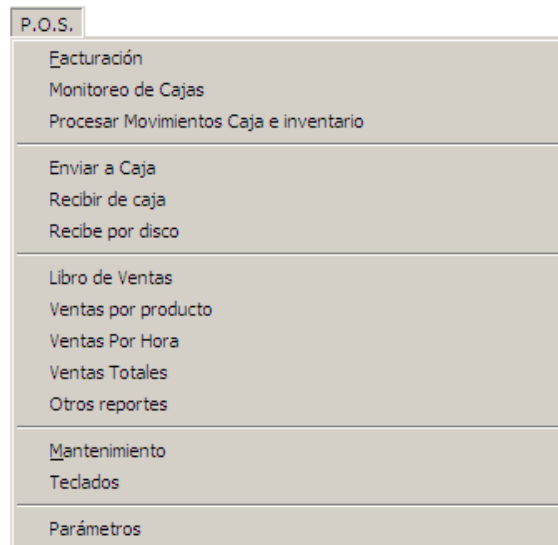 P.O.S.
Facturación
Monitoreo de Cajas
Procesar Movimientos Caja e inventario
Enviar a Caja
Recibir de caja
Recibe por disco
Libro de Ventas
Ventas por producto
Ventas Por Hora
Ventas Totales
Otros reportes
Mantenimiento
Teclados
Parámetros